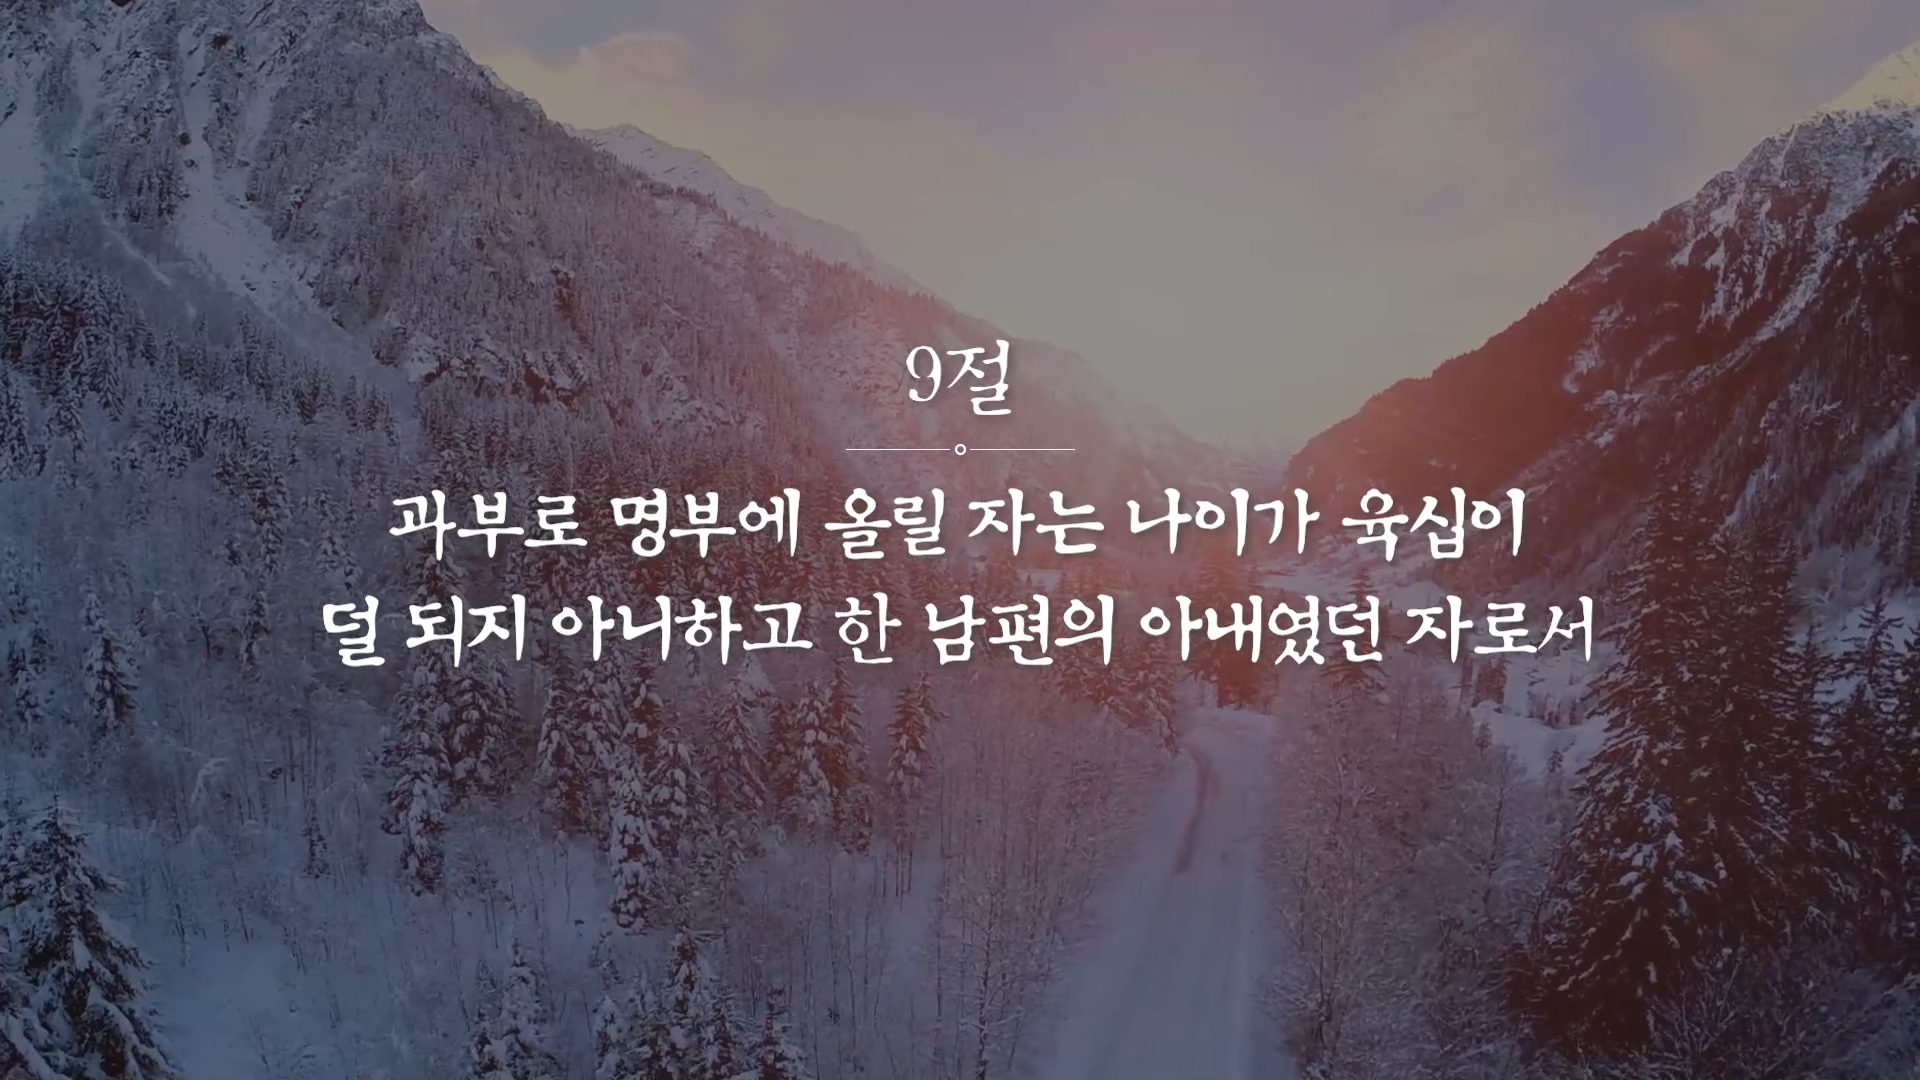 9절
과부로 명부에 올릴 자는 나이가 육십이
덜 되지 아니하고 한 남편의 아내였던 자로서